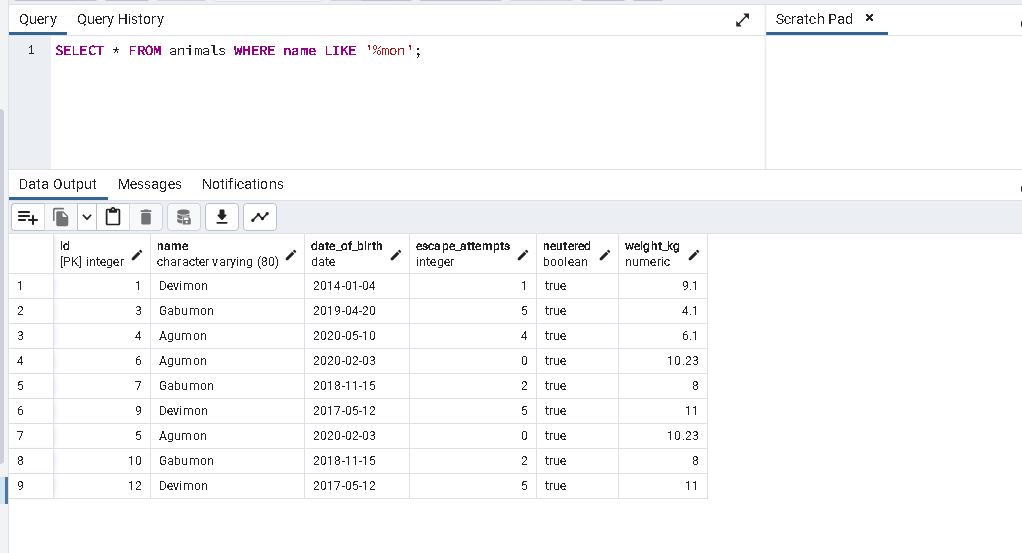 Query Query History Scratch Pad ×
1 SELECT * FROM animals WHERE name LIKE '%mon';
Data Output Messages Notifications
id name date_of_birth escape_attempts neutered weight_kg
[PK] integer character varying (80) date integer boolean numeric
1 1 Devimon 2014-01-04 1 true 9.1
2 3 Gabumon 2019-04-20 5 true 4.1
3 4 Agumon 2020-05-10 4 true 6.1
4 6 Agumon 2020-02-03 0 true 10.23
5 7 Gabumon 2018-11-15 2 true 8
6 9 Devimon 2017-05-12 5 true 11
7 5 Agumon 2020-02-03 0 true 10.23
8 10 Gabumon 2018-11-15 2 true 8
9 12 Devimon 2017-05-12 5 true 11